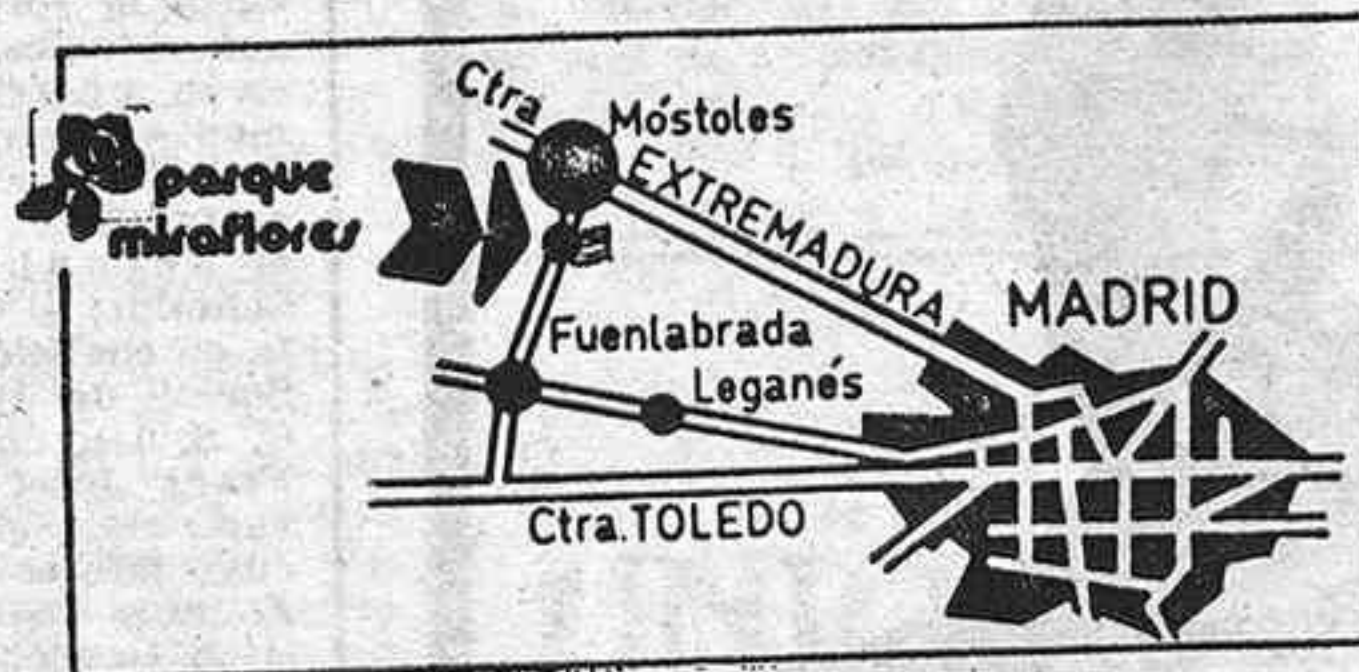 Ctra
Móstoles
EXTREMADURA
parque
miraflores
MADRID
Fuenlabrada
Leganés
Ctra. TOLEDO